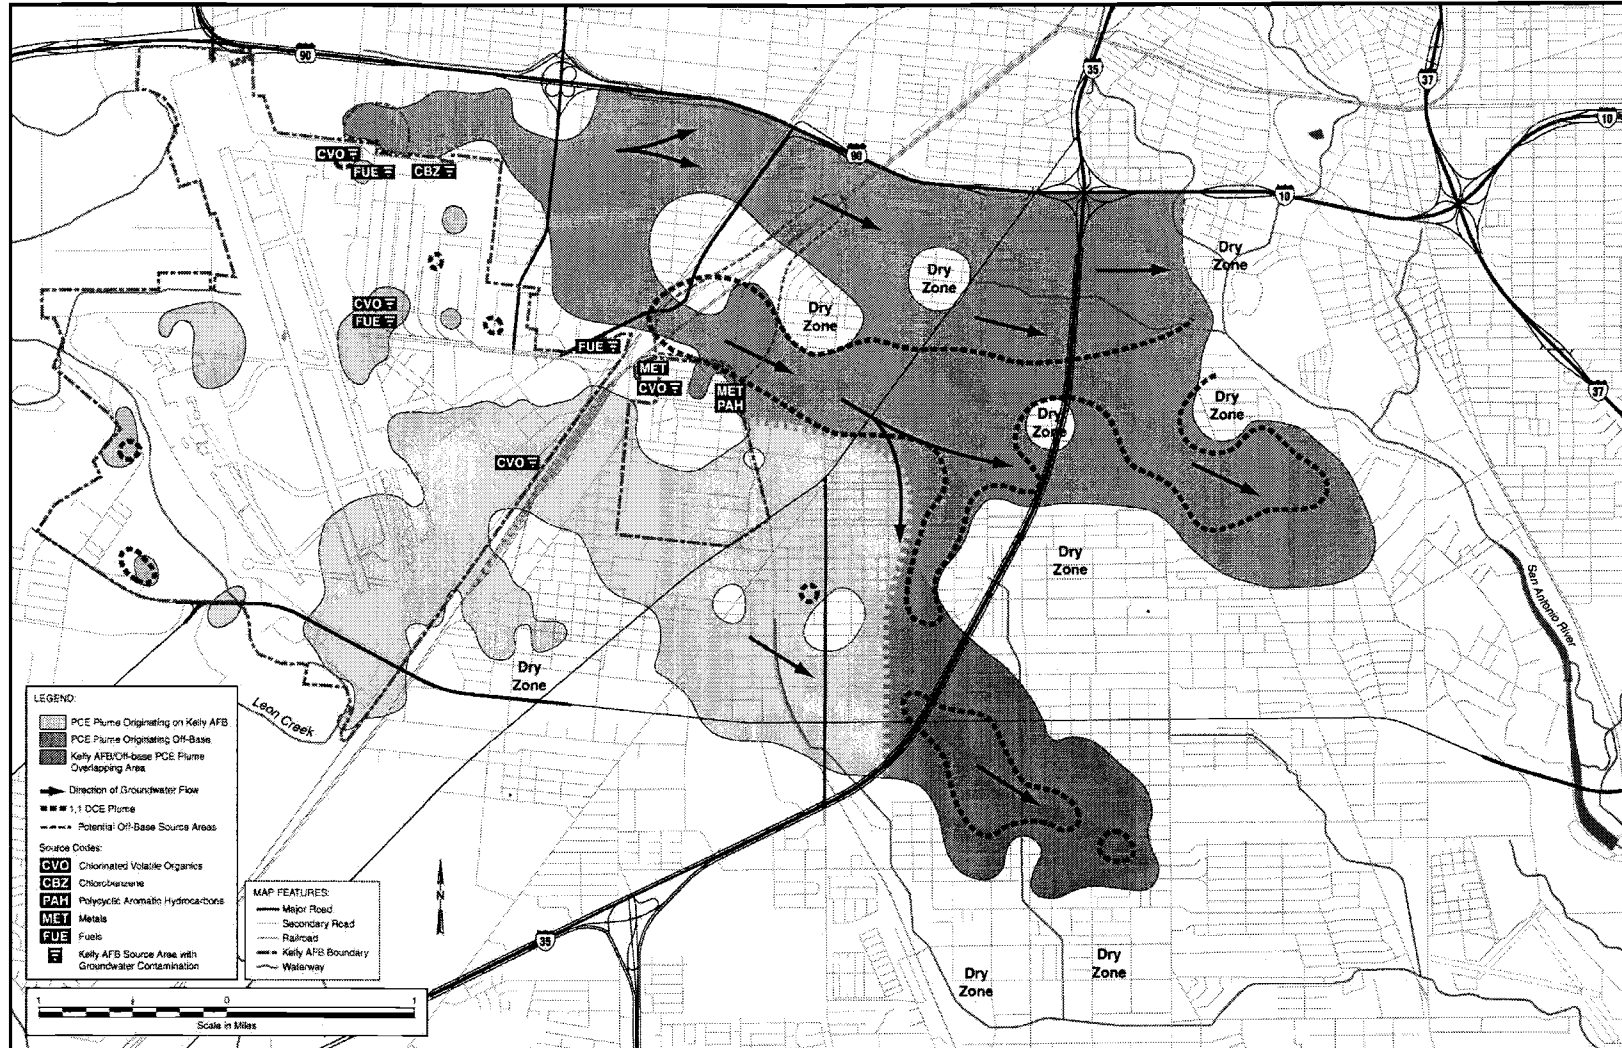 90
35
37
10
90
10
37
35
CVO
FUE
CBZ
CVO
FUE
FUE
MET
CVO
MET
PAH
CVO
Dry
Zone
Dry
Zone
Dry
Zone
Dry
Zone
Dry
Zone
Dry
Zone
Dry
Zone
Dry
Zone
Dry
Zone
San Antonio River
Leon Creek
LEGEND:
PCE Plume Originating on Kelly AFB
PCE Plume Originating Off-Base
Kelly AFB/Off-base PCE Plume
Overlapping Area
Direction of Groundwater Flow
1,1 DCE Plume
Potential Off-Base Source Areas
Source Codes:
CVO Chlorinated Volatile Organics
CBZ Chlorobenzene
PAH Polycyclic Aromatic Hydrocarbons
MET Metals
FUE Fuels
Kelly AFB Source Area with
Groundwater Contamination
MAP FEATURES:
Major Road
Secondary Road
Railroad
Kelly AFB Boundary
Waterway
N
1 0 1
Scale in Miles